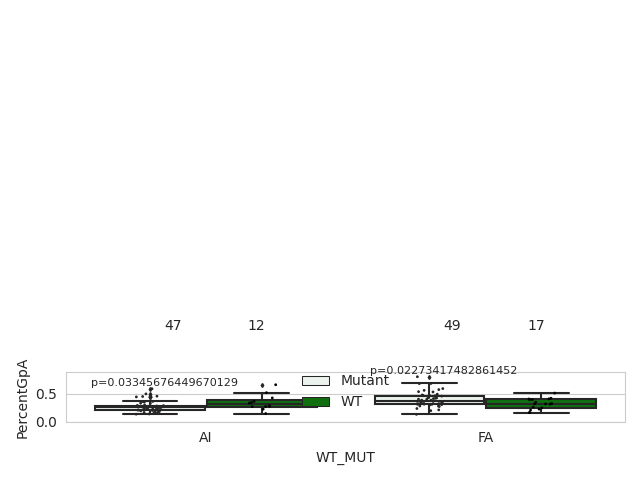 47 12 49 17
p=0.02273417482861452
p=0.03345676449670129
Mutant
WT
PercentGpA
0.5
0.0
AI FA
WT_MUT